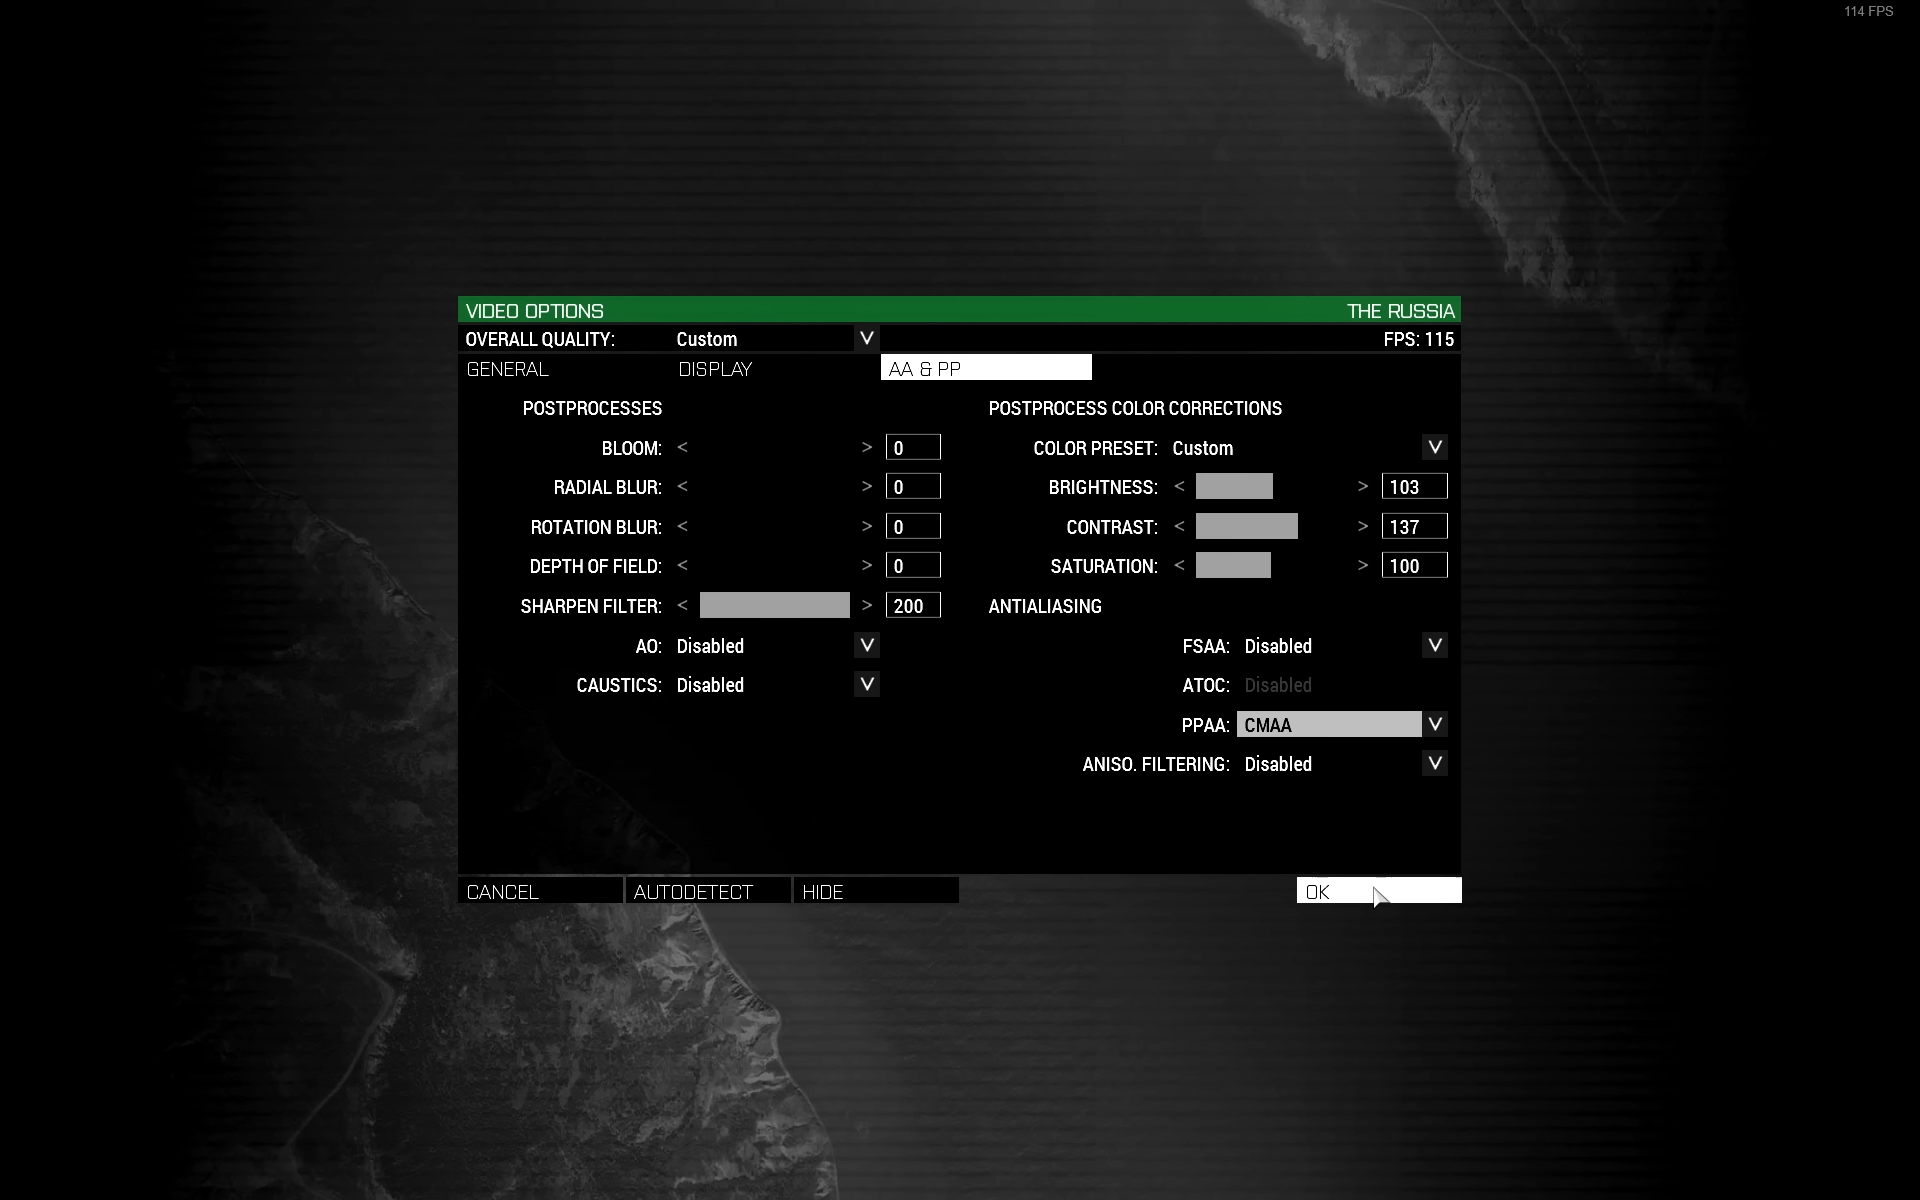 114 FPS
VIDEO OPTIONS THE RUSSIA
OVERALL QUALITY: Custom V FPS: 115
GENERAL DISPLAY AA & PP
POSTPROCESSES POSTPROCESS COLOR CORRECTIONS
BLOOM: < > 0 COLOR PRESET: Custom V
RADIAL BLUR: < > 0 BRIGHTNESS: < > 103
ROTATION BLUR: < > 0 CONTRAST: < > 137
DEPTH OF FIELD: < > 0 SATURATION: < > 100
SHARPEN FILTER: < > 200 ANTIALIASING
AO: Disabled V FSAA: Disabled V
CAUSTICS: Disabled V ATOC: Disabled
PPAA: CMAA V
ANISO. FILTERING: Disabled V
CANCEL AUTODETECT HIDE OK